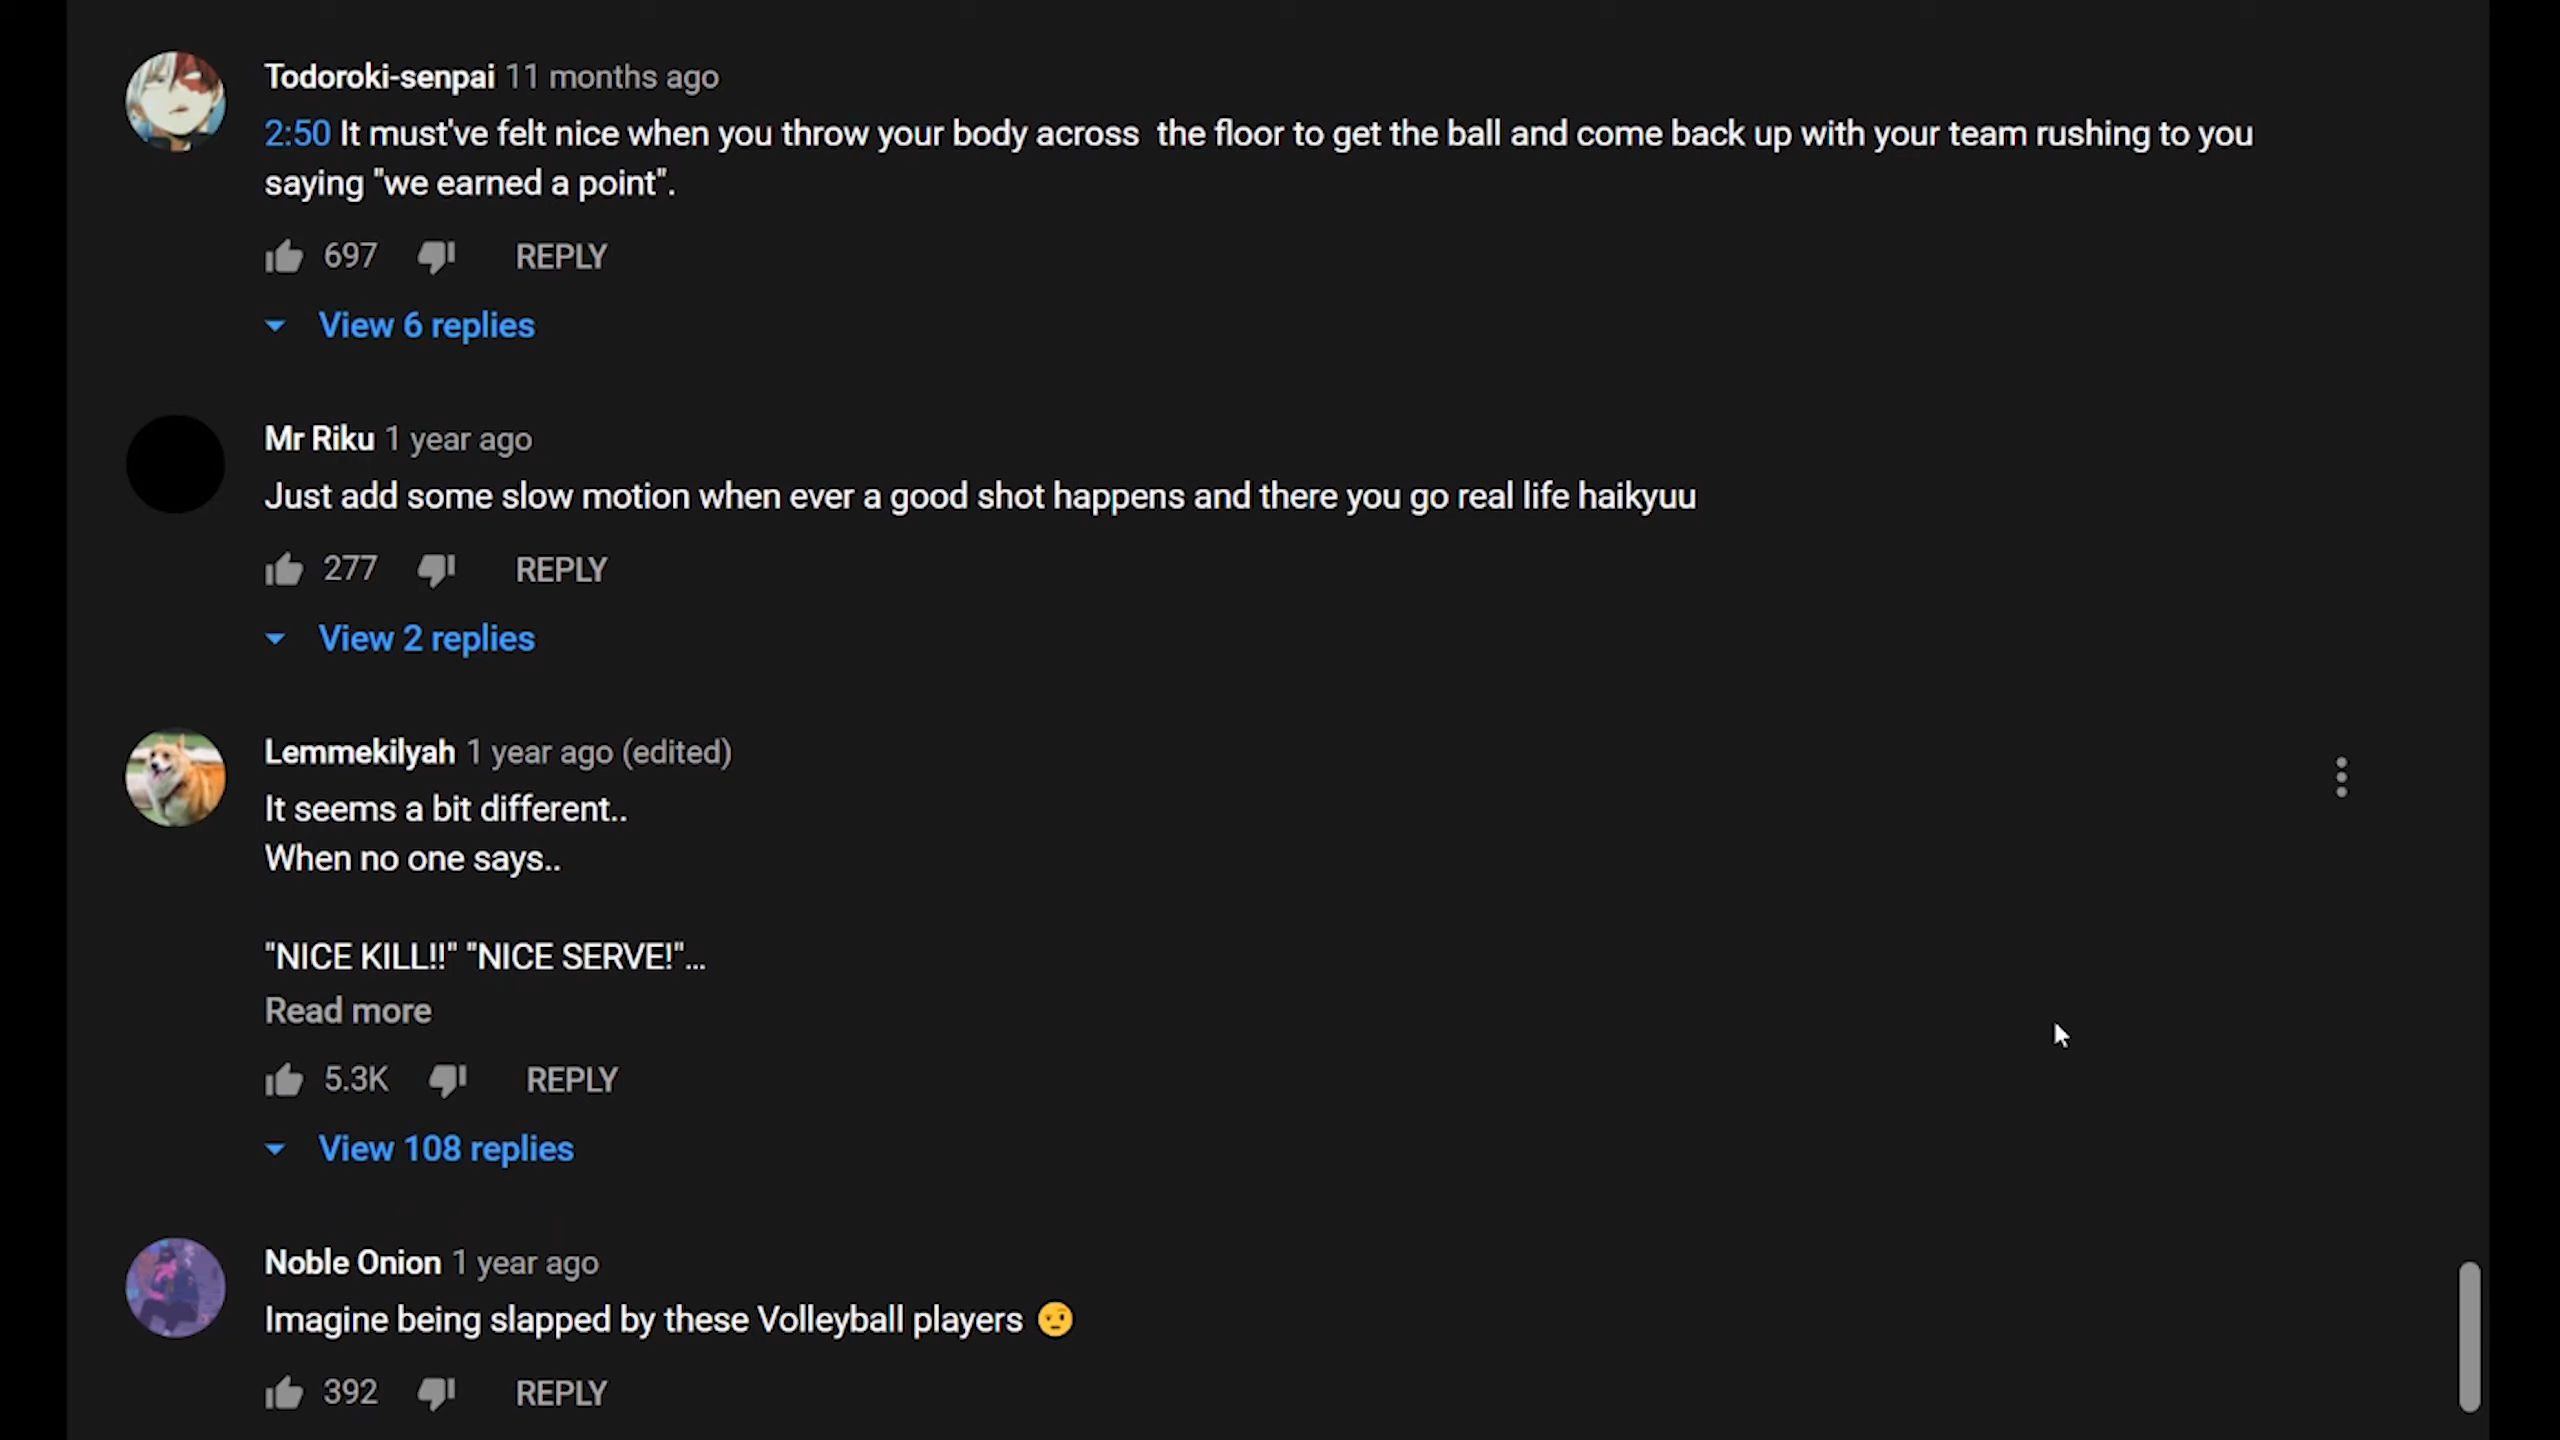 Todoroki-senpai 11 months ago
2:50 It must've felt nice when you throw your body across  the floor to get the ball and come back up with your team rushing to you
saying "we earned a point".
697 REPLY
View 6 replies
Mr Riku 1 year ago
Just add some slow motion when ever a good shot happens and there you go real life haikyuu
277 REPLY
View 2 replies
Lemmekilyah 1 year ago (edited)
It seems a bit different..
When no one says..
"NICE KILL!!" "NICE SERVE!"...
Read more
5.3K REPLY
View 108 replies
Noble Onion 1 year ago
Imagine being slapped by these Volleyball players 🤨
392 REPLY